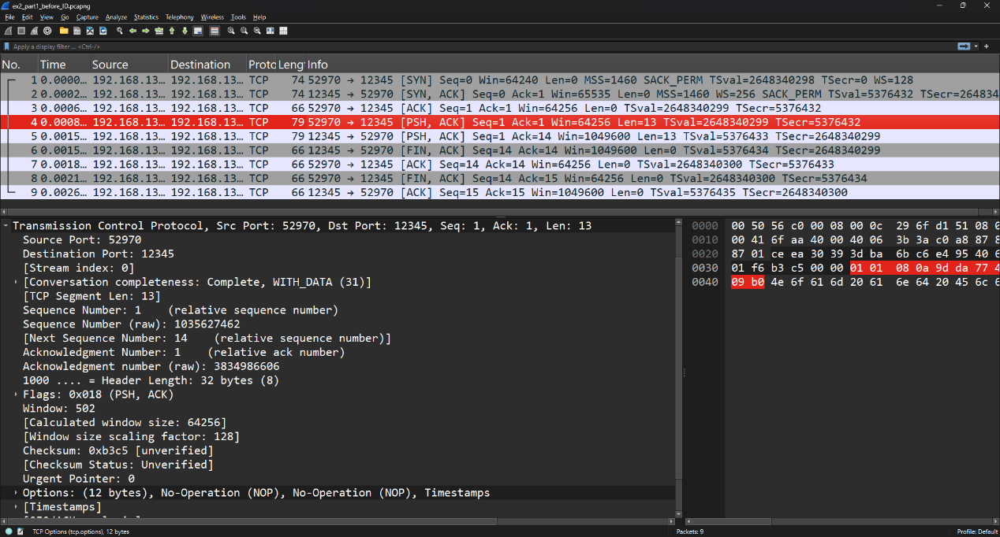 ex2_part1_before_ID.pcapng
File Edit View Go Capture Analyze Statistics Telephony Wireless Tools Help
Apply a display filter ... <Ctrl-/>
No. Time Source Destination Proto Leng Info
1 0.0000… 192.168.13… 192.168.13… TCP 74 52970 → 12345 [SYN] Seq=0 Win=64240 Len=0 MSS=1460 SACK_PERM TSval=2648340298 TSecr=0 WS=128
2 0.0002… 192.168.13… 192.168.13… TCP 74 12345 → 52970 [SYN, ACK] Seq=0 Ack=1 Win=65535 Len=0 MSS=1460 WS=256 SACK_PERM TSval=5376432 TSecr=264834
3 0.0006… 192.168.13… 192.168.13… TCP 66 52970 → 12345 [ACK] Seq=1 Ack=1 Win=64256 Len=0 TSval=2648340299 TSecr=5376432
4 0.0008… 192.168.13… 192.168.13… TCP 79 52970 → 12345 [PSH, ACK] Seq=1 Ack=1 Win=64256 Len=13 TSval=2648340299 TSecr=5376432
5 0.0015… 192.168.13… 192.168.13… TCP 79 12345 → 52970 [PSH, ACK] Seq=1 Ack=14 Win=1049600 Len=13 TSval=5376433 TSecr=2648340299
6 0.0015… 192.168.13… 192.168.13… TCP 66 12345 → 52970 [FIN, ACK] Seq=14 Ack=14 Win=1049600 Len=0 TSval=5376434 TSecr=2648340299
7 0.0018… 192.168.13… 192.168.13… TCP 66 52970 → 12345 [ACK] Seq=14 Ack=14 Win=64256 Len=0 TSval=2648340300 TSecr=5376433
8 0.0021… 192.168.13… 192.168.13… TCP 66 52970 → 12345 [FIN, ACK] Seq=14 Ack=15 Win=64256 Len=0 TSval=2648340300 TSecr=5376434
9 0.0026… 192.168.13… 192.168.13… TCP 66 12345 → 52970 [ACK] Seq=15 Ack=15 Win=1049600 Len=0 TSval=5376435 TSecr=2648340300
Transmission Control Protocol, Src Port: 52970, Dst Port: 12345, Seq: 1, Ack: 1, Len: 13
Source Port: 52970
Destination Port: 12345
[Stream index: 0]
[Conversation completeness: Complete, WITH_DATA (31)]
[TCP Segment Len: 13]
Sequence Number: 1 (relative sequence number)
Sequence Number (raw): 1035627462
[Next Sequence Number: 14 (relative sequence number)]
Acknowledgment Number: 1 (relative ack number)
Acknowledgment number (raw): 3834986606
1000 .... = Header Length: 32 bytes (8)
Flags: 0x018 (PSH, ACK)
Window: 502
[Calculated window size: 64256]
[Window size scaling factor: 128]
Checksum: 0xb3c5 [unverified]
[Checksum Status: Unverified]
Urgent Pointer: 0
Options: (12 bytes), No-Operation (NOP), No-Operation (NOP), Timestamps
[Timestamps]
0000 00 50 56 c0 00 08 00 0c 29 6f d1 51 08
0010 00 41 6f aa 40 00 40 06 3b 3a c0 a8 87
0020 87 01 ce ea 30 39 3d ba 6b c6 e4 95 40
0030 01 f6 b3 c5 00 00 01 01 08 0a 9d da 77
0040 09 b0 4e 6f 61 6d 20 61 6e 64 20 45 6c
TCP Options (tcp.options), 12 bytes
Packets: 9
Profile: Default